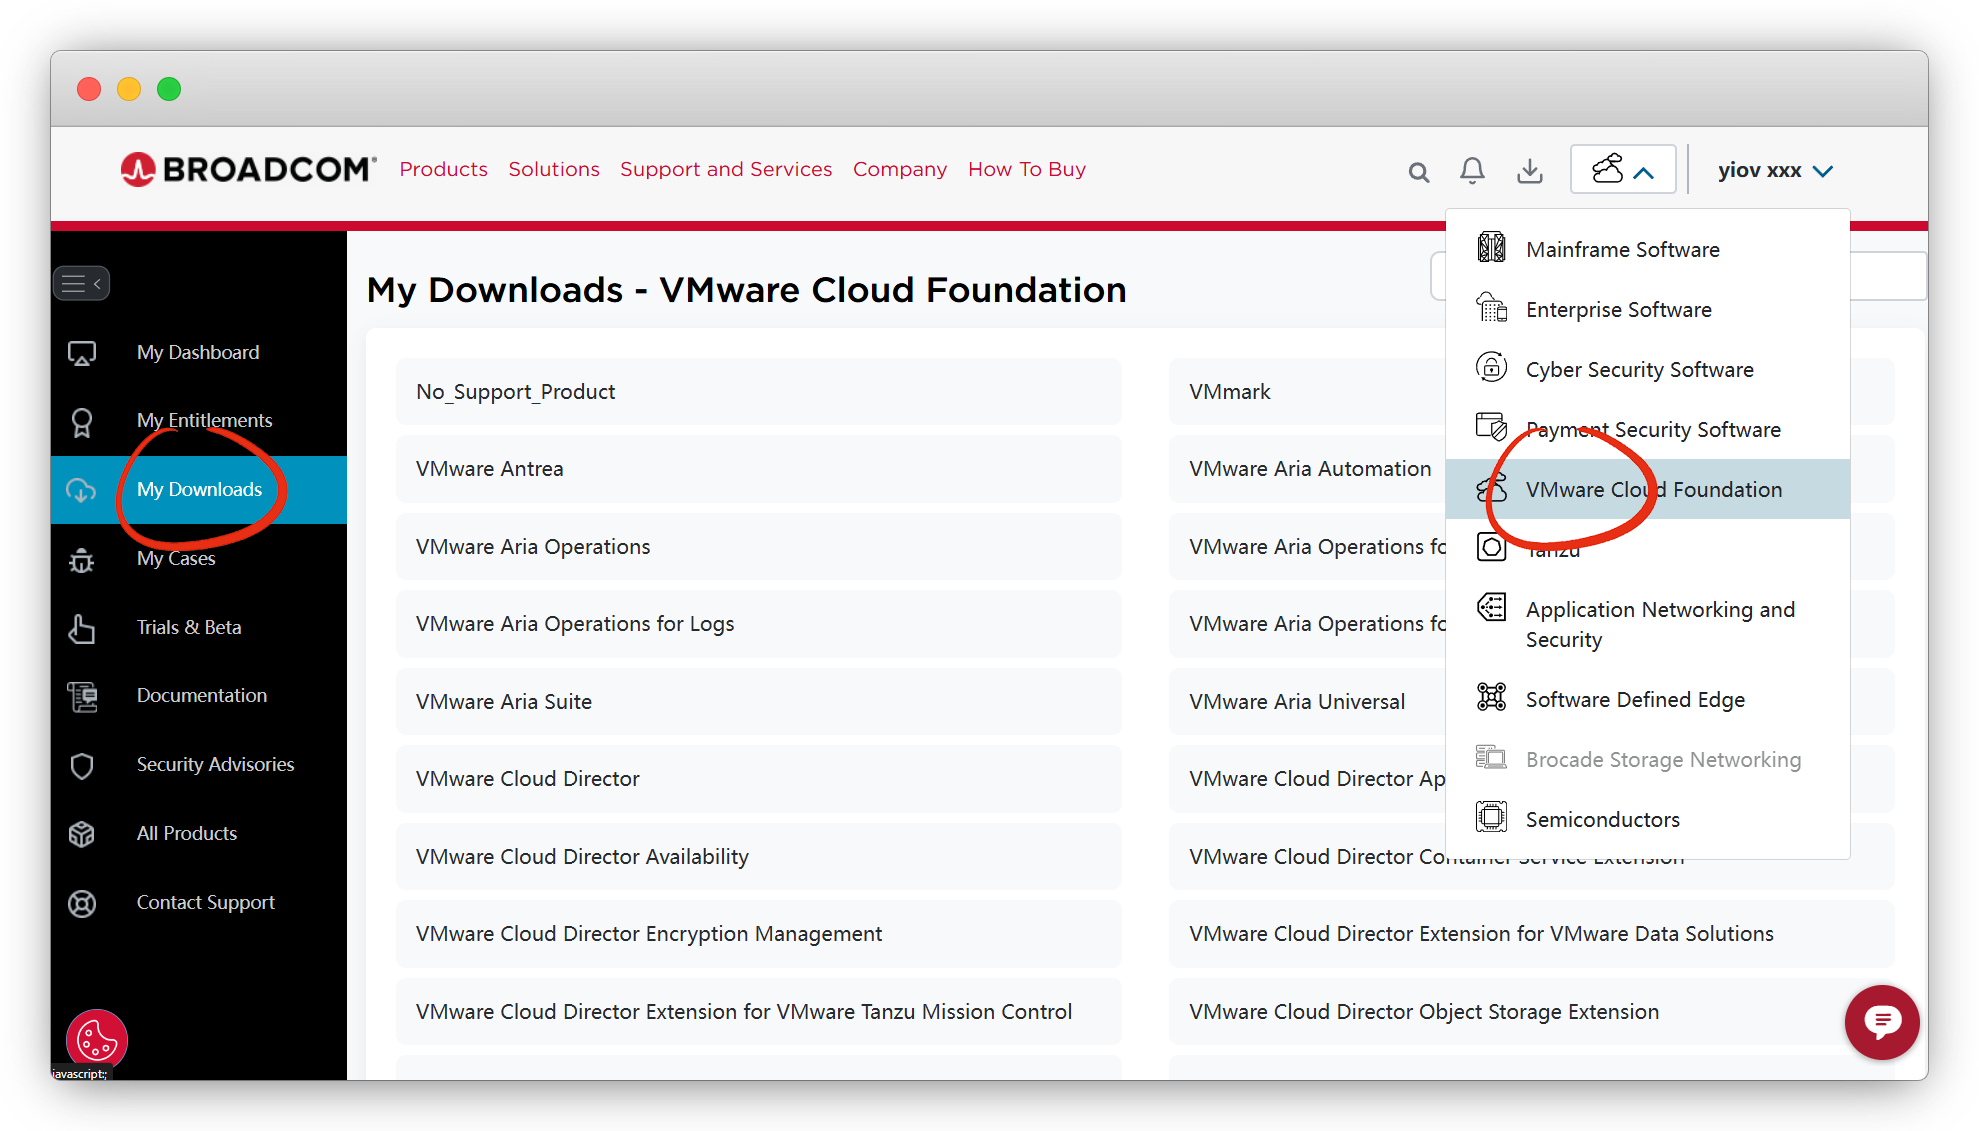 BROADCOM
Products Solutions Support and Services Company How To Buy
yiov xxx
My Dashboard
My Entitlements
My Downloads
My Cases
Trials & Beta
Documentation
Security Advisories
All Products
Contact Support
javascript:;
My Downloads - VMware Cloud Foundation
No_Support_Product
VMmark
VMware Antrea
VMware Aria Automation
VMware Aria Operations
VMware Aria Operations fo
VMware Aria Operations for Logs
VMware Aria Operations fo
VMware Aria Suite
VMware Aria Universal
VMware Cloud Director
VMware Cloud Director Ap
VMware Cloud Director Availability
VMware Cloud Director Container Service Extension
VMware Cloud Director Encryption Management
VMware Cloud Director Extension for VMware Data Solutions
VMware Cloud Director Extension for VMware Tanzu Mission Control
VMware Cloud Director Object Storage Extension
Mainframe Software
Enterprise Software
Cyber Security Software
Payment Security Software
VMware Cloud Foundation
Tanzu
Application Networking and
Security
Software Defined Edge
Brocade Storage Networking
Semiconductors